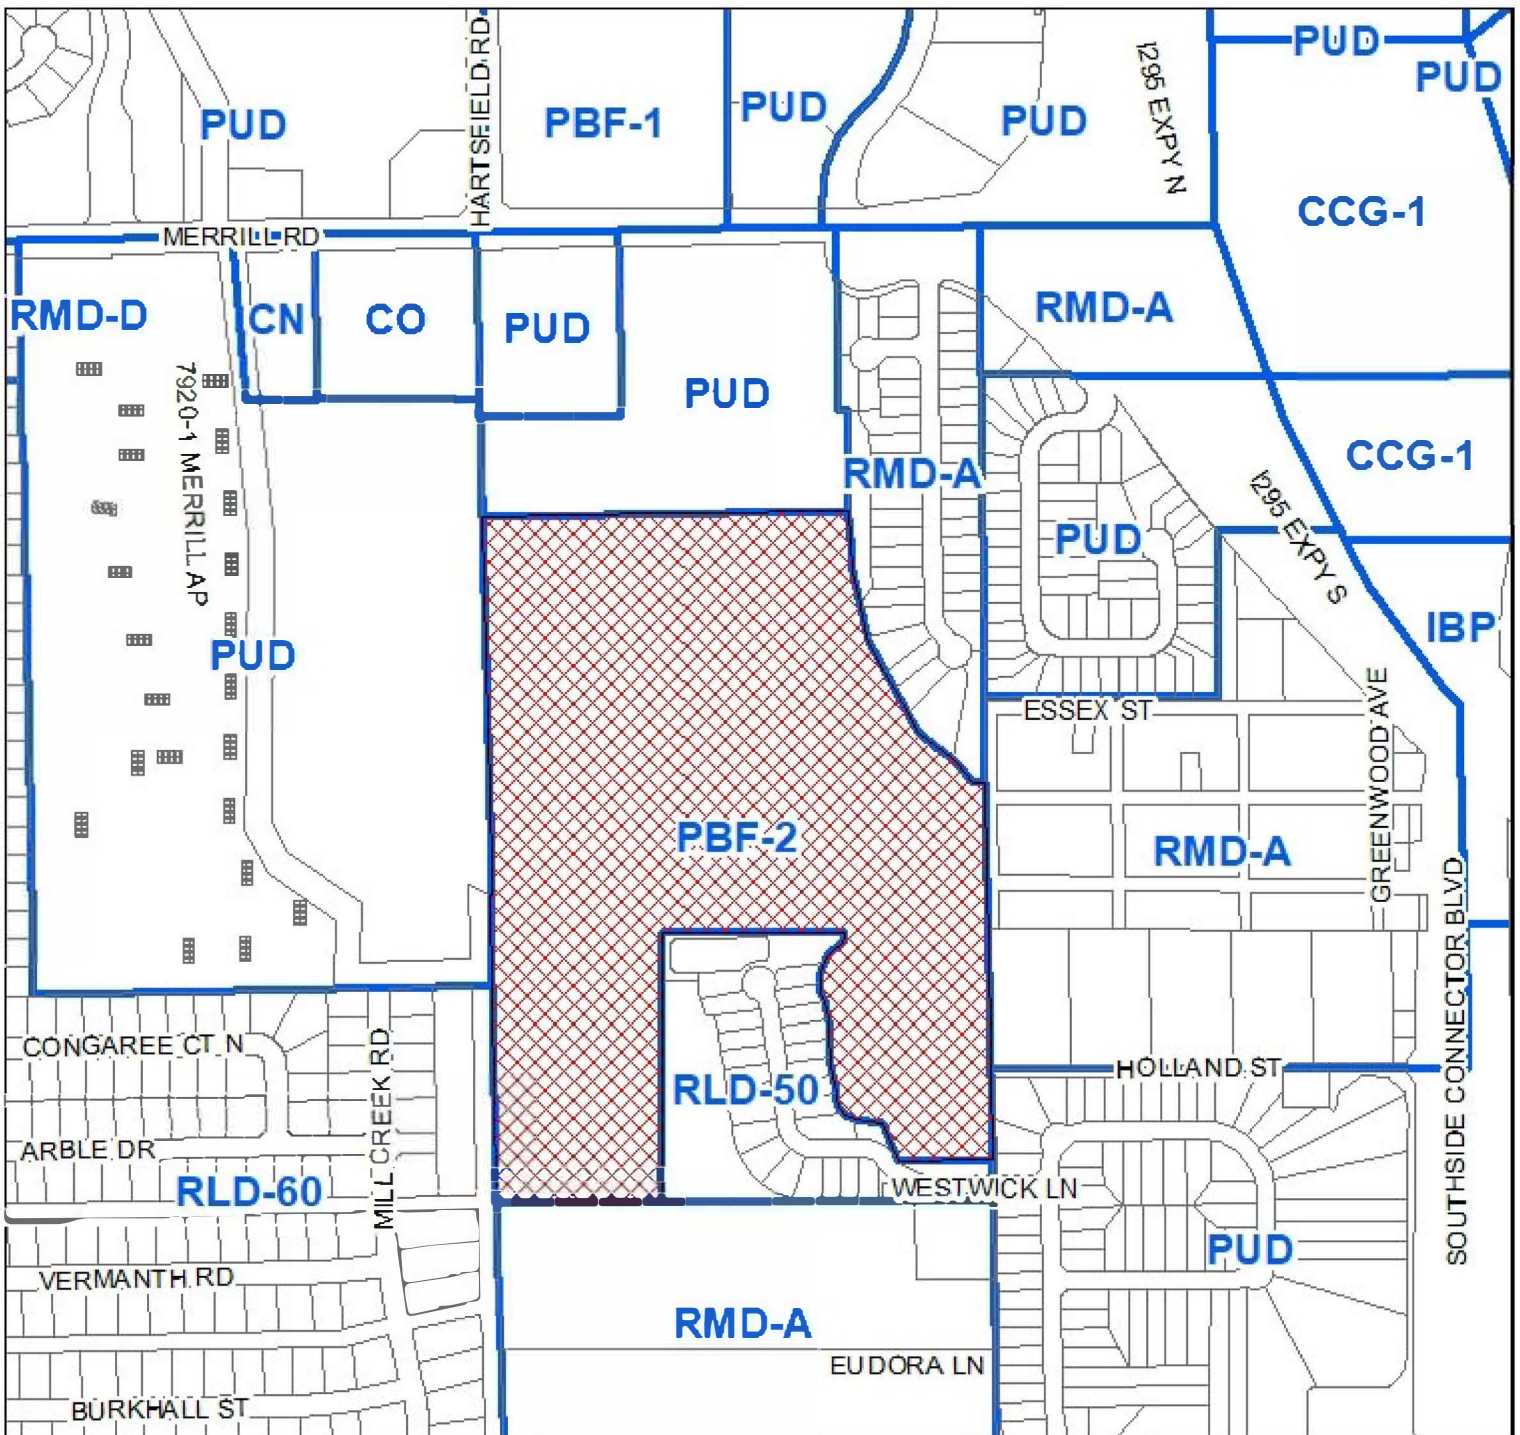 PUD
PUD
HARTSFIELD RD
PUD
PBF-1
PUD
PUD
I295 EXPY N
CCG-1
MERRILL RD
RMD-D
CN
CO
PUD
RMD-A
PUD
7920-1 MERRILL AP
RMD-A
CCG-1
PUD
I295 EXPY S
IBP
PUD
ESSEX ST
GREENWOOD AVE
PBF-2
RMD-A
SOUTHSIDE CONNECTOR BLVD
CONGAREE CT N
MILL CREEK RD
HOLLAND ST
RLD-50
ARBLE DR
RLD-60
WESTWICK LN
PUD
VERMANTH RD
RMD-A
EUDORA LN
BURKHALL ST